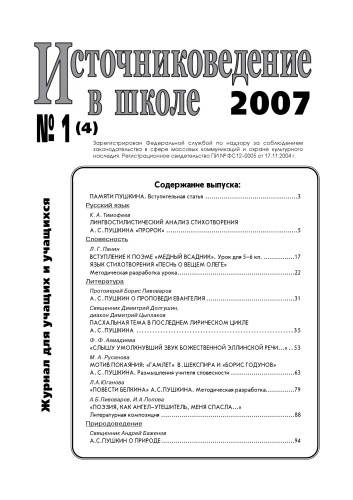 Источниковедение
в школе 2007
№ 1 (4)
Зарегистрирован Федеральной службой по надзору за соблюдением
законодательства в сфере массовых коммуникаций и охране культурного
наследия. Регистрационное свидетельство ПИ № ФС12-0005 от 17.11.2004 г.
Журнал для учащих и учащихся
Содержание выпуска:
ПАМЯТИ ПУШКИНА. Вступительная статья ...3
Русский язык
К. А. Тимофеев
ЛИНГВОСТИЛИСТИЧЕСКИЙ АНАЛИЗ СТИХОТВОРЕНИЯ
А. С. ПУШКИНА «ПРОРОК» ...5
Словесность
Л. Г. Панин
ВСТУПЛЕНИЕ К ПОЭМЕ «МЕДНЫЙ ВСАДНИК». Урок для 5–6 кл. ...17
ЯЗЫК СТИХОТВОРЕНИЯ «ПЕСНЬ О ВЕЩЕМ ОЛЕГЕ»
Методическая разработка урока...22
Литература
Протоиерей Борис Пивоваров
А. С. ПУШКИН О ПРОПОВЕДИ ЕВАНГЕЛИЯ ...31
Священник Димитрий Долгушин,
диакон Димитрий Цыплаков
ПАСХАЛЬНАЯ ТЕМА В ПОСЛЕДНЕМ ЛИРИЧЕСКОМ ЦИКЛЕ
А. С. ПУШКИНА ...35
Ф. Ф. Ахмадиева
«СЛЫШУ УМОЛКНУВШИЙ ЗВУК БОЖЕСТВЕННОЙ ЭЛЛИНСКОЙ РЕЧИ...» ...53
М. А. Русанова
МОТИВ ПОКАЯНИЯ: «ГАМЛЕТ» В. ШЕКСПИРА И «БОРИС ГОДУНОВ»
А. С. ПУШКИНА. Размышления учителя словесности ...63
Л.А.Юганова
«ПОВЕСТИ БЕЛКИНА» А.С.ПУШКИНА. Методическая разработка...79
А.Б.Пивоваров, И.А.Попова
«ПОЭЗИЯ, КАК АНГЕЛ-УТЕШИТЕЛЬ, МЕНЯ СПАСЛА...»
Литературная композиция ...88
Природоведение
Священник Андрей Баженов
А.С.ПУШКИН О ПРИРОДЕ...94